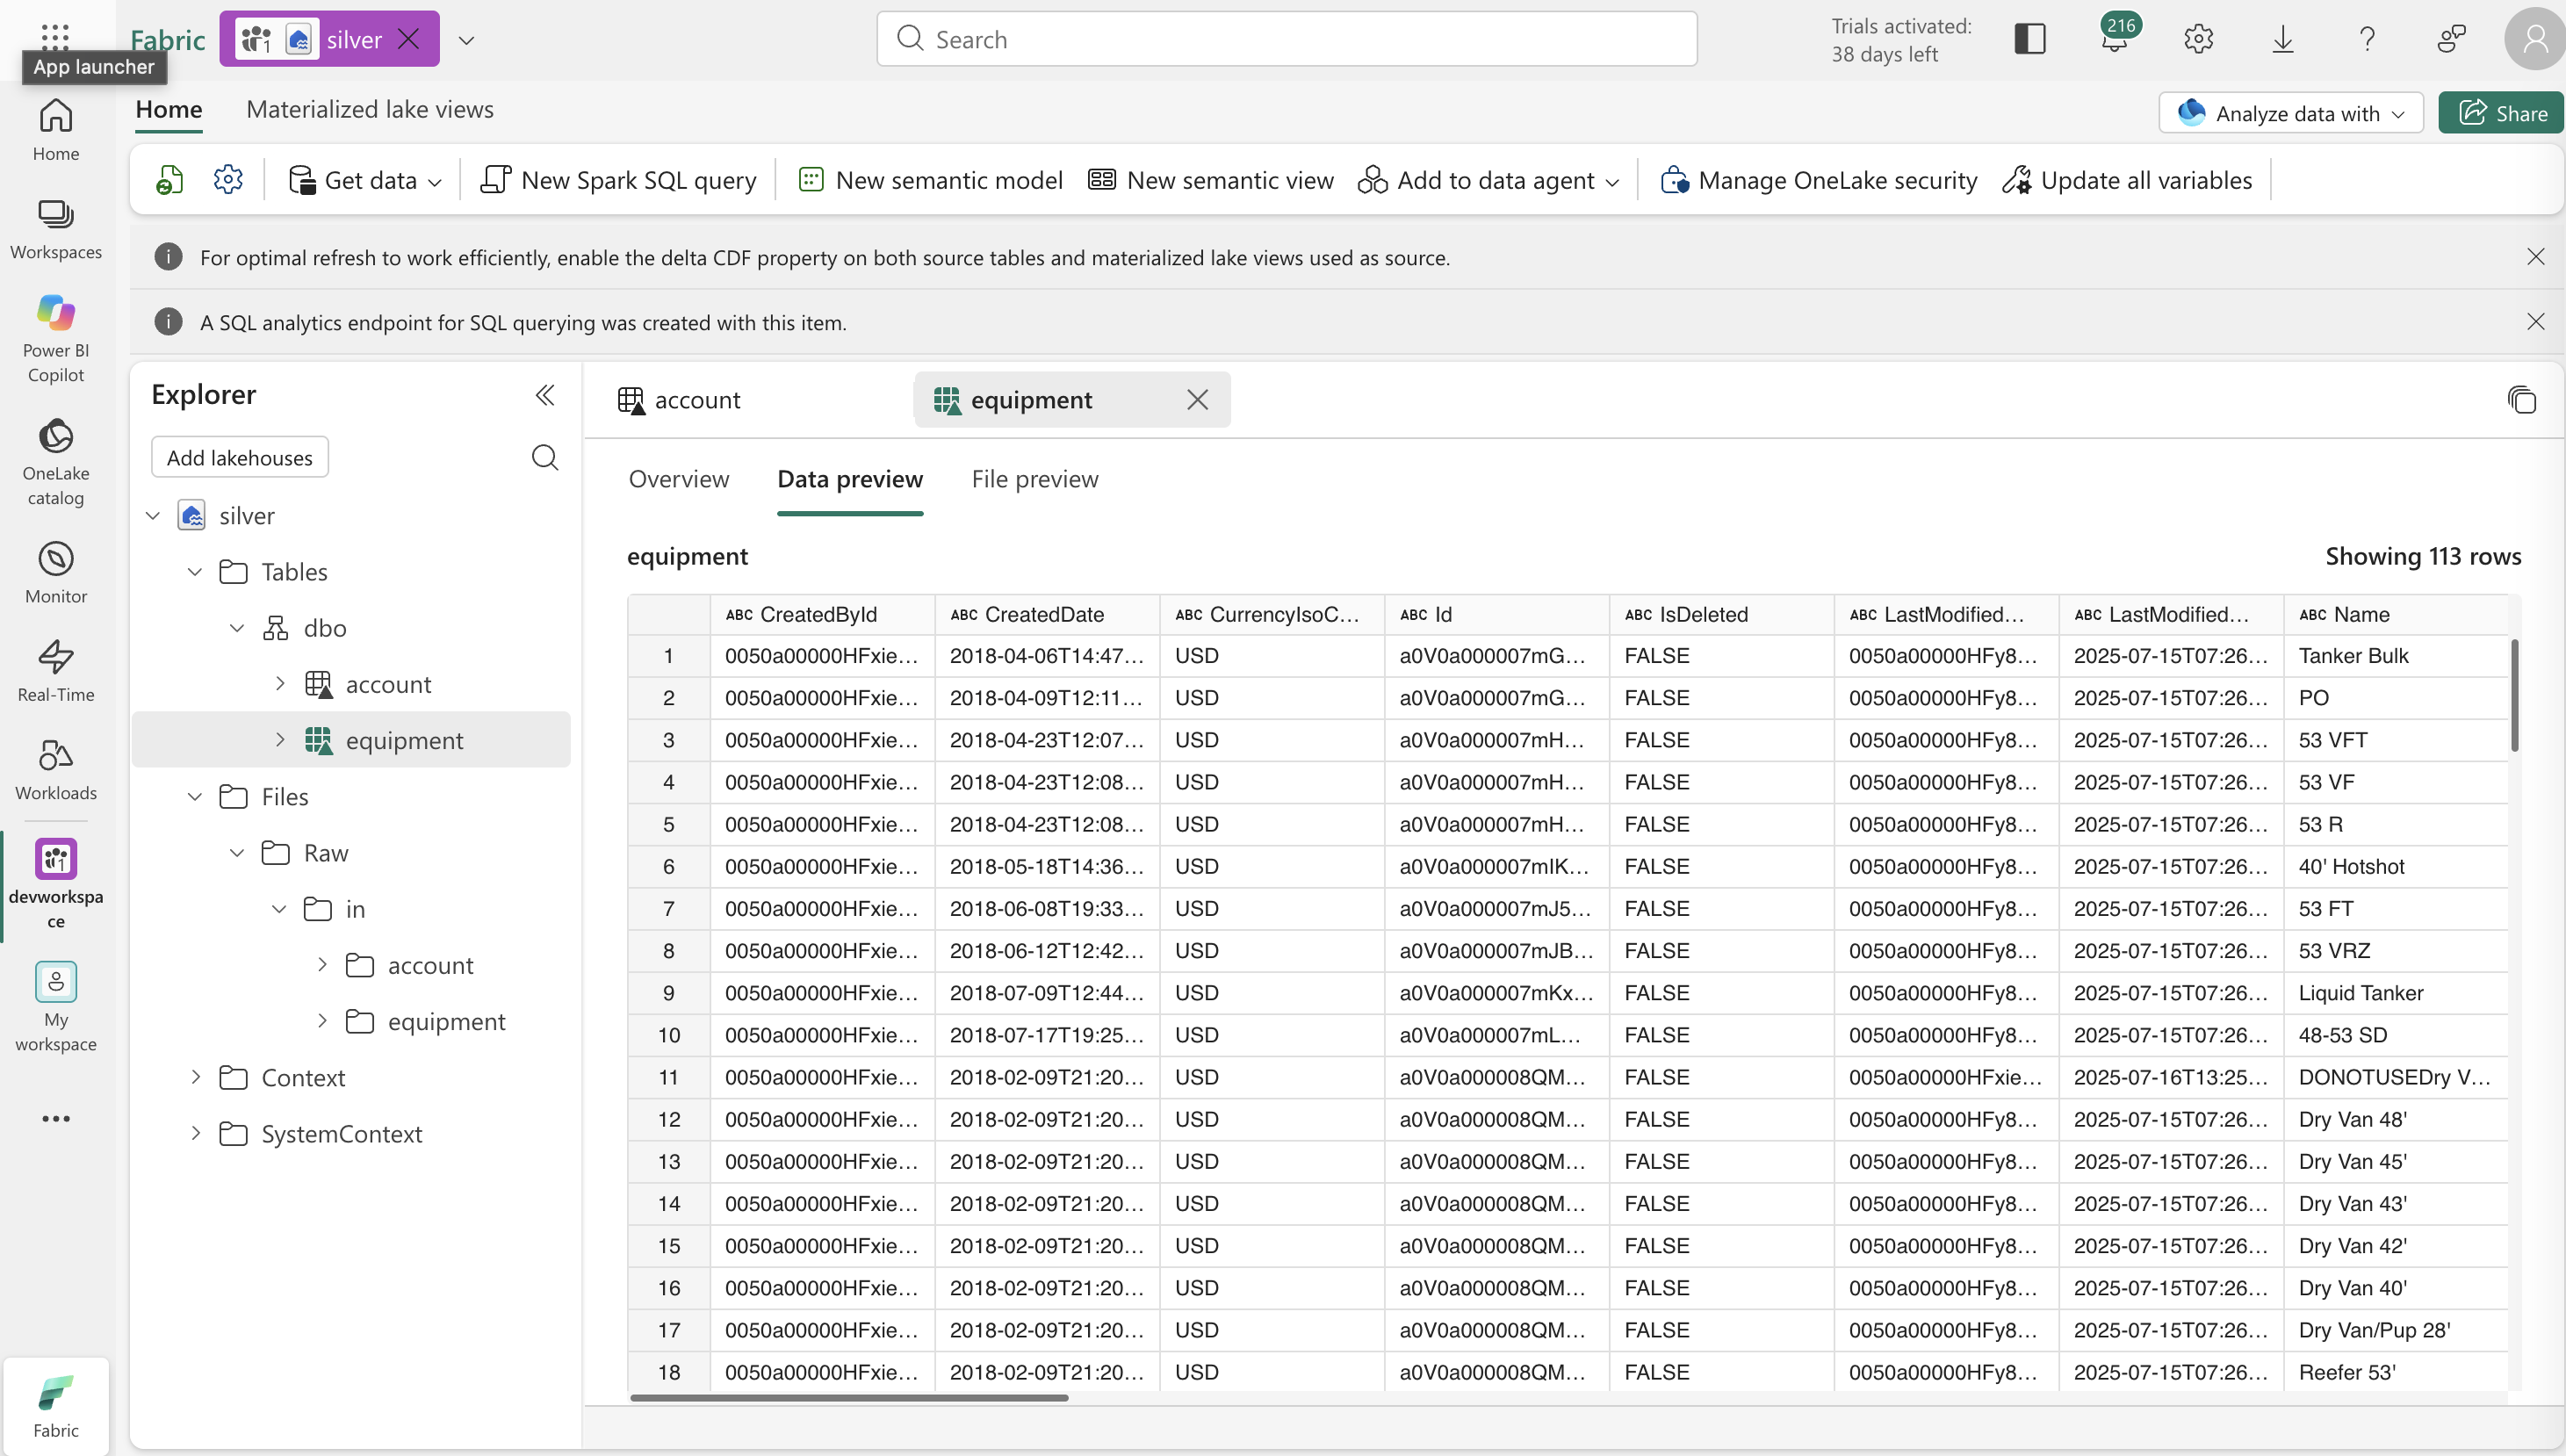 Fabric
silver
Search
Trials activated:
38 days left
216
App launcher
Home
Materialized lake views
Analyze data with
Share
Get data
New Spark SQL query
New semantic model
New semantic view
Add to data agent
Manage OneLake security
Update all variables
For optimal refresh to work efficiently, enable the delta CDF property on both source tables and materialized lake views used as source.
A SQL analytics endpoint for SQL querying was created with this item.
Home
Workspaces
Power BI
Copilot
OneLake
catalog
Monitor
Real-Time
Workloads
1
devworkspa
ce
My
workspace
Fabric
Explorer
Add lakehouses
silver
Tables
dbo
account
equipment
Files
Raw
in
account
equipment
Context
SystemContext
account
equipment
Overview
Data preview
File preview
equipment
Showing 113 rows
ABC CreatedById ABC CreatedDate ABC CurrencyIsoC... ABC Id ABC IsDeleted ABC LastModified... ABC LastModified... ABC Name
1 0050a00000HFxie... 2018-04-06T14:47... USD a0V0a000007mG... FALSE 0050a00000HFy8... 2025-07-15T07:26... Tanker Bulk
2 0050a00000HFxie... 2018-04-09T12:11... USD a0V0a000007mG... FALSE 0050a00000HFy8... 2025-07-15T07:26... PO
3 0050a00000HFxie... 2018-04-23T12:07... USD a0V0a000007mH... FALSE 0050a00000HFy8... 2025-07-15T07:26... 53 VFT
4 0050a00000HFxie... 2018-04-23T12:08... USD a0V0a000007mH... FALSE 0050a00000HFy8... 2025-07-15T07:26... 53 VF
5 0050a00000HFxie... 2018-04-23T12:08... USD a0V0a000007mH... FALSE 0050a00000HFy8... 2025-07-15T07:26... 53 R
6 0050a00000HFxie... 2018-05-18T14:36... USD a0V0a000007mIK... FALSE 0050a00000HFy8... 2025-07-15T07:26... 40' Hotshot
7 0050a00000HFxie... 2018-06-08T19:33... USD a0V0a000007mJ5... FALSE 0050a00000HFy8... 2025-07-15T07:26... 53 FT
8 0050a00000HFxie... 2018-06-12T12:42... USD a0V0a000007mJB... FALSE 0050a00000HFy8... 2025-07-15T07:26... 53 VRZ
9 0050a00000HFxie... 2018-07-09T12:44... USD a0V0a000007mKx... FALSE 0050a00000HFy8... 2025-07-15T07:26... Liquid Tanker
10 0050a00000HFxie... 2018-07-17T19:25... USD a0V0a000007mL... FALSE 0050a00000HFy8... 2025-07-15T07:26... 48-53 SD
11 0050a00000HFxie... 2018-02-09T21:20... USD a0V0a000008QM... FALSE 0050a00000HFxie... 2025-07-16T13:25... DONOTUSEDry V...
12 0050a00000HFxie... 2018-02-09T21:20... USD a0V0a000008QM... FALSE 0050a00000HFy8... 2025-07-15T07:26... Dry Van 48'
13 0050a00000HFxie... 2018-02-09T21:20... USD a0V0a000008QM... FALSE 0050a00000HFy8... 2025-07-15T07:26... Dry Van 45'
14 0050a00000HFxie... 2018-02-09T21:20... USD a0V0a000008QM... FALSE 0050a00000HFy8... 2025-07-15T07:26... Dry Van 43'
15 0050a00000HFxie... 2018-02-09T21:20... USD a0V0a000008QM... FALSE 0050a00000HFy8... 2025-07-15T07:26... Dry Van 42'
16 0050a00000HFxie... 2018-02-09T21:20... USD a0V0a000008QM... FALSE 0050a00000HFy8... 2025-07-15T07:26... Dry Van 40'
17 0050a00000HFxie... 2018-02-09T21:20... USD a0V0a000008QM... FALSE 0050a00000HFy8... 2025-07-15T07:26... Dry Van/Pup 28'
18 0050a00000HFxie... 2018-02-09T21:20... USD a0V0a000008QM... FALSE 0050a00000HFy8... 2025-07-15T07:26... Reefer 53'